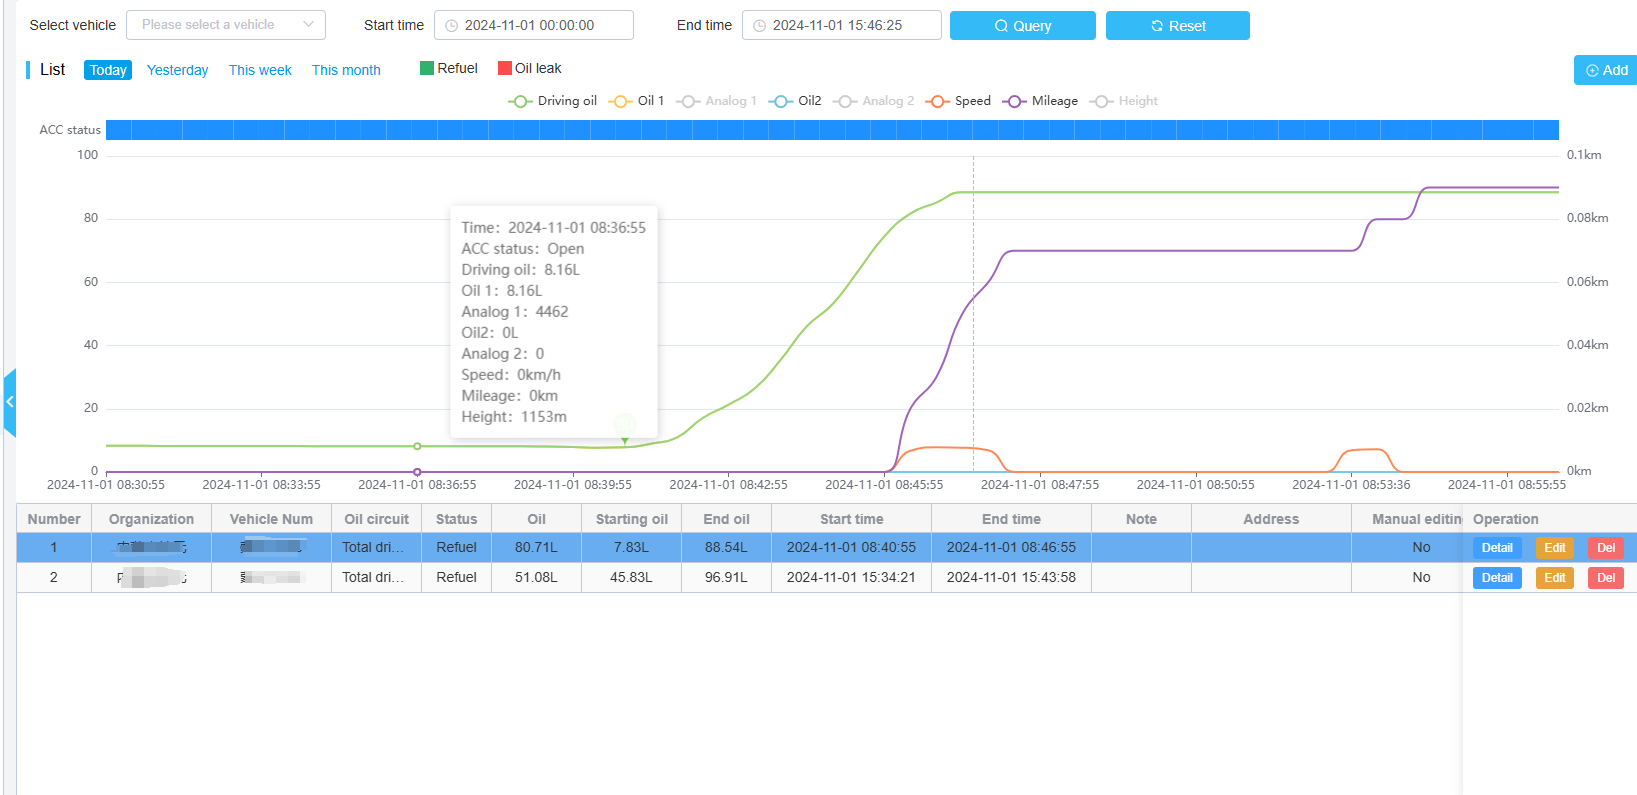 Select vehicle Please select a vehicle Start time 2024-11-01 00:00:00 End time 2024-11-01 15:46:25 Query Reset
List Today Yesterday This week This month Refuel Oil leak Add
Driving oil Oil 1 Analog 1 Oil2 Analog 2 Speed Mileage Height
ACC status
100 0.1km
80 0.08km
60 0.06km
40 0.04km
20 0.02km
0 0km
Time: 2024-11-01 08:36:55
ACC status: Open
Driving oil: 8.16L
Oil 1: 8.16L
Analog 1: 4462
Oil2: 0L
Analog 2: 0
Speed: 0km/h
Mileage: 0km
Height: 1153m
2024-11-01 08:30:55 2024-11-01 08:33:55 2024-11-01 08:36:55 2024-11-01 08:39:55 2024-11-01 08:42:55 2024-11-01 08:45:55 2024-11-01 08:47:55 2024-11-01 08:50:55 2024-11-01 08:53:36 2024-11-01 08:55:55
Number Organization Vehicle Num Oil circuit Status Oil Starting oil End oil Start time End time Note Address Manual editing Operation
1 Total dri... Refuel 80.71L 7.83L 88.54L 2024-11-01 08:40:55 2024-11-01 08:46:55 No Detail Edit Del
2 Total dri... Refuel 51.08L 45.83L 96.91L 2024-11-01 15:34:21 2024-11-01 15:43:58 No Detail Edit Del